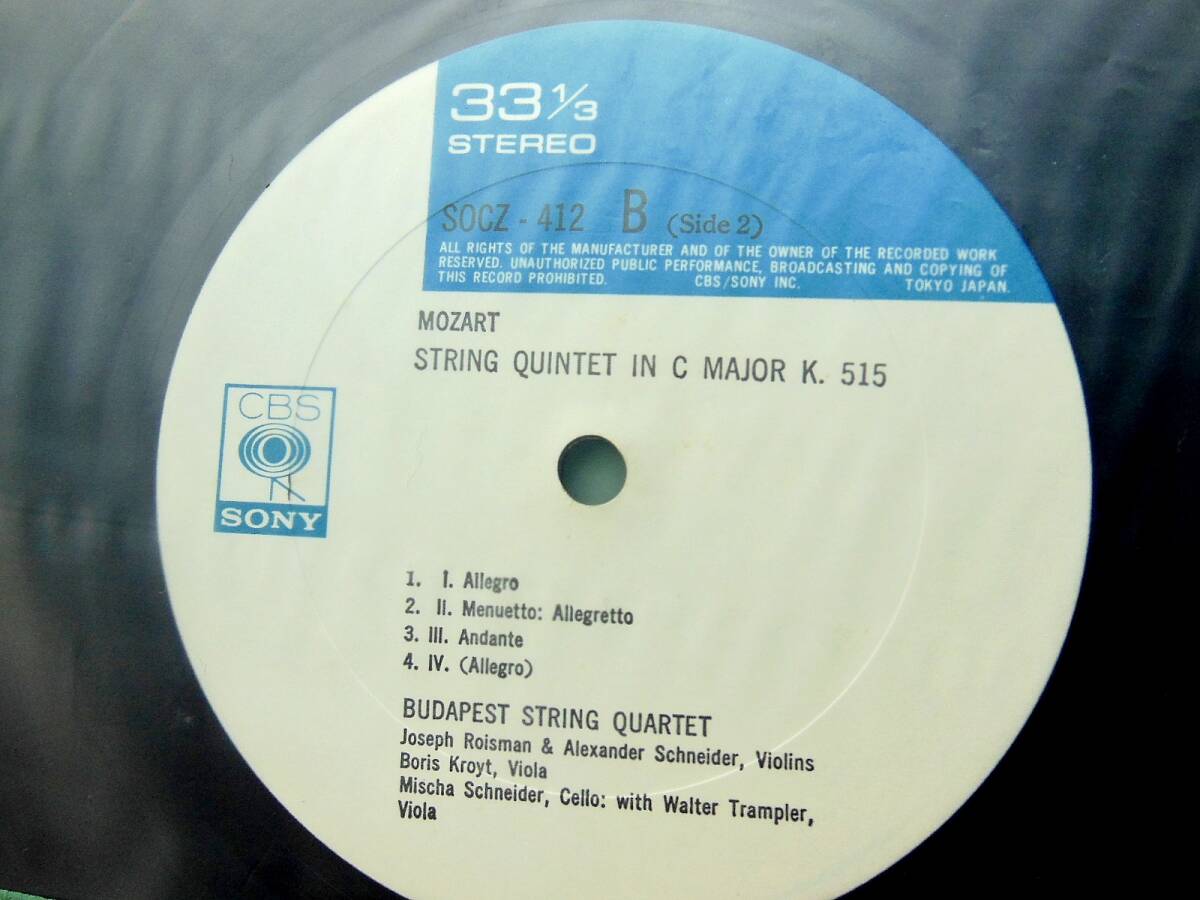 33 1/3
STEREO
SOCZ - 412 B (Side 2)
ALL RIGHTS OF THE MANUFACTURER AND OF THE OWNER OF THE RECORDED WORK
RESERVED. UNAUTHORIZED PUBLIC PERFORMANCE, BROADCASTING AND COPYING OF
THIS RECORD PROHIBITED. CBS/SONY INC. TOKYO JAPAN.
MOZART
STRING QUINTET IN C MAJOR K. 515
CBS
SONY
1. I. Allegro
2. II. Menuetto: Allegretto
3. III. Andante
4. IV. (Allegro)
BUDAPEST STRING QUARTET
Joseph Roisman & Alexander Schneider, Violins
Boris Kroyt, Viola
Mischa Schneider, Cello: with Walter Trampler,
Viola